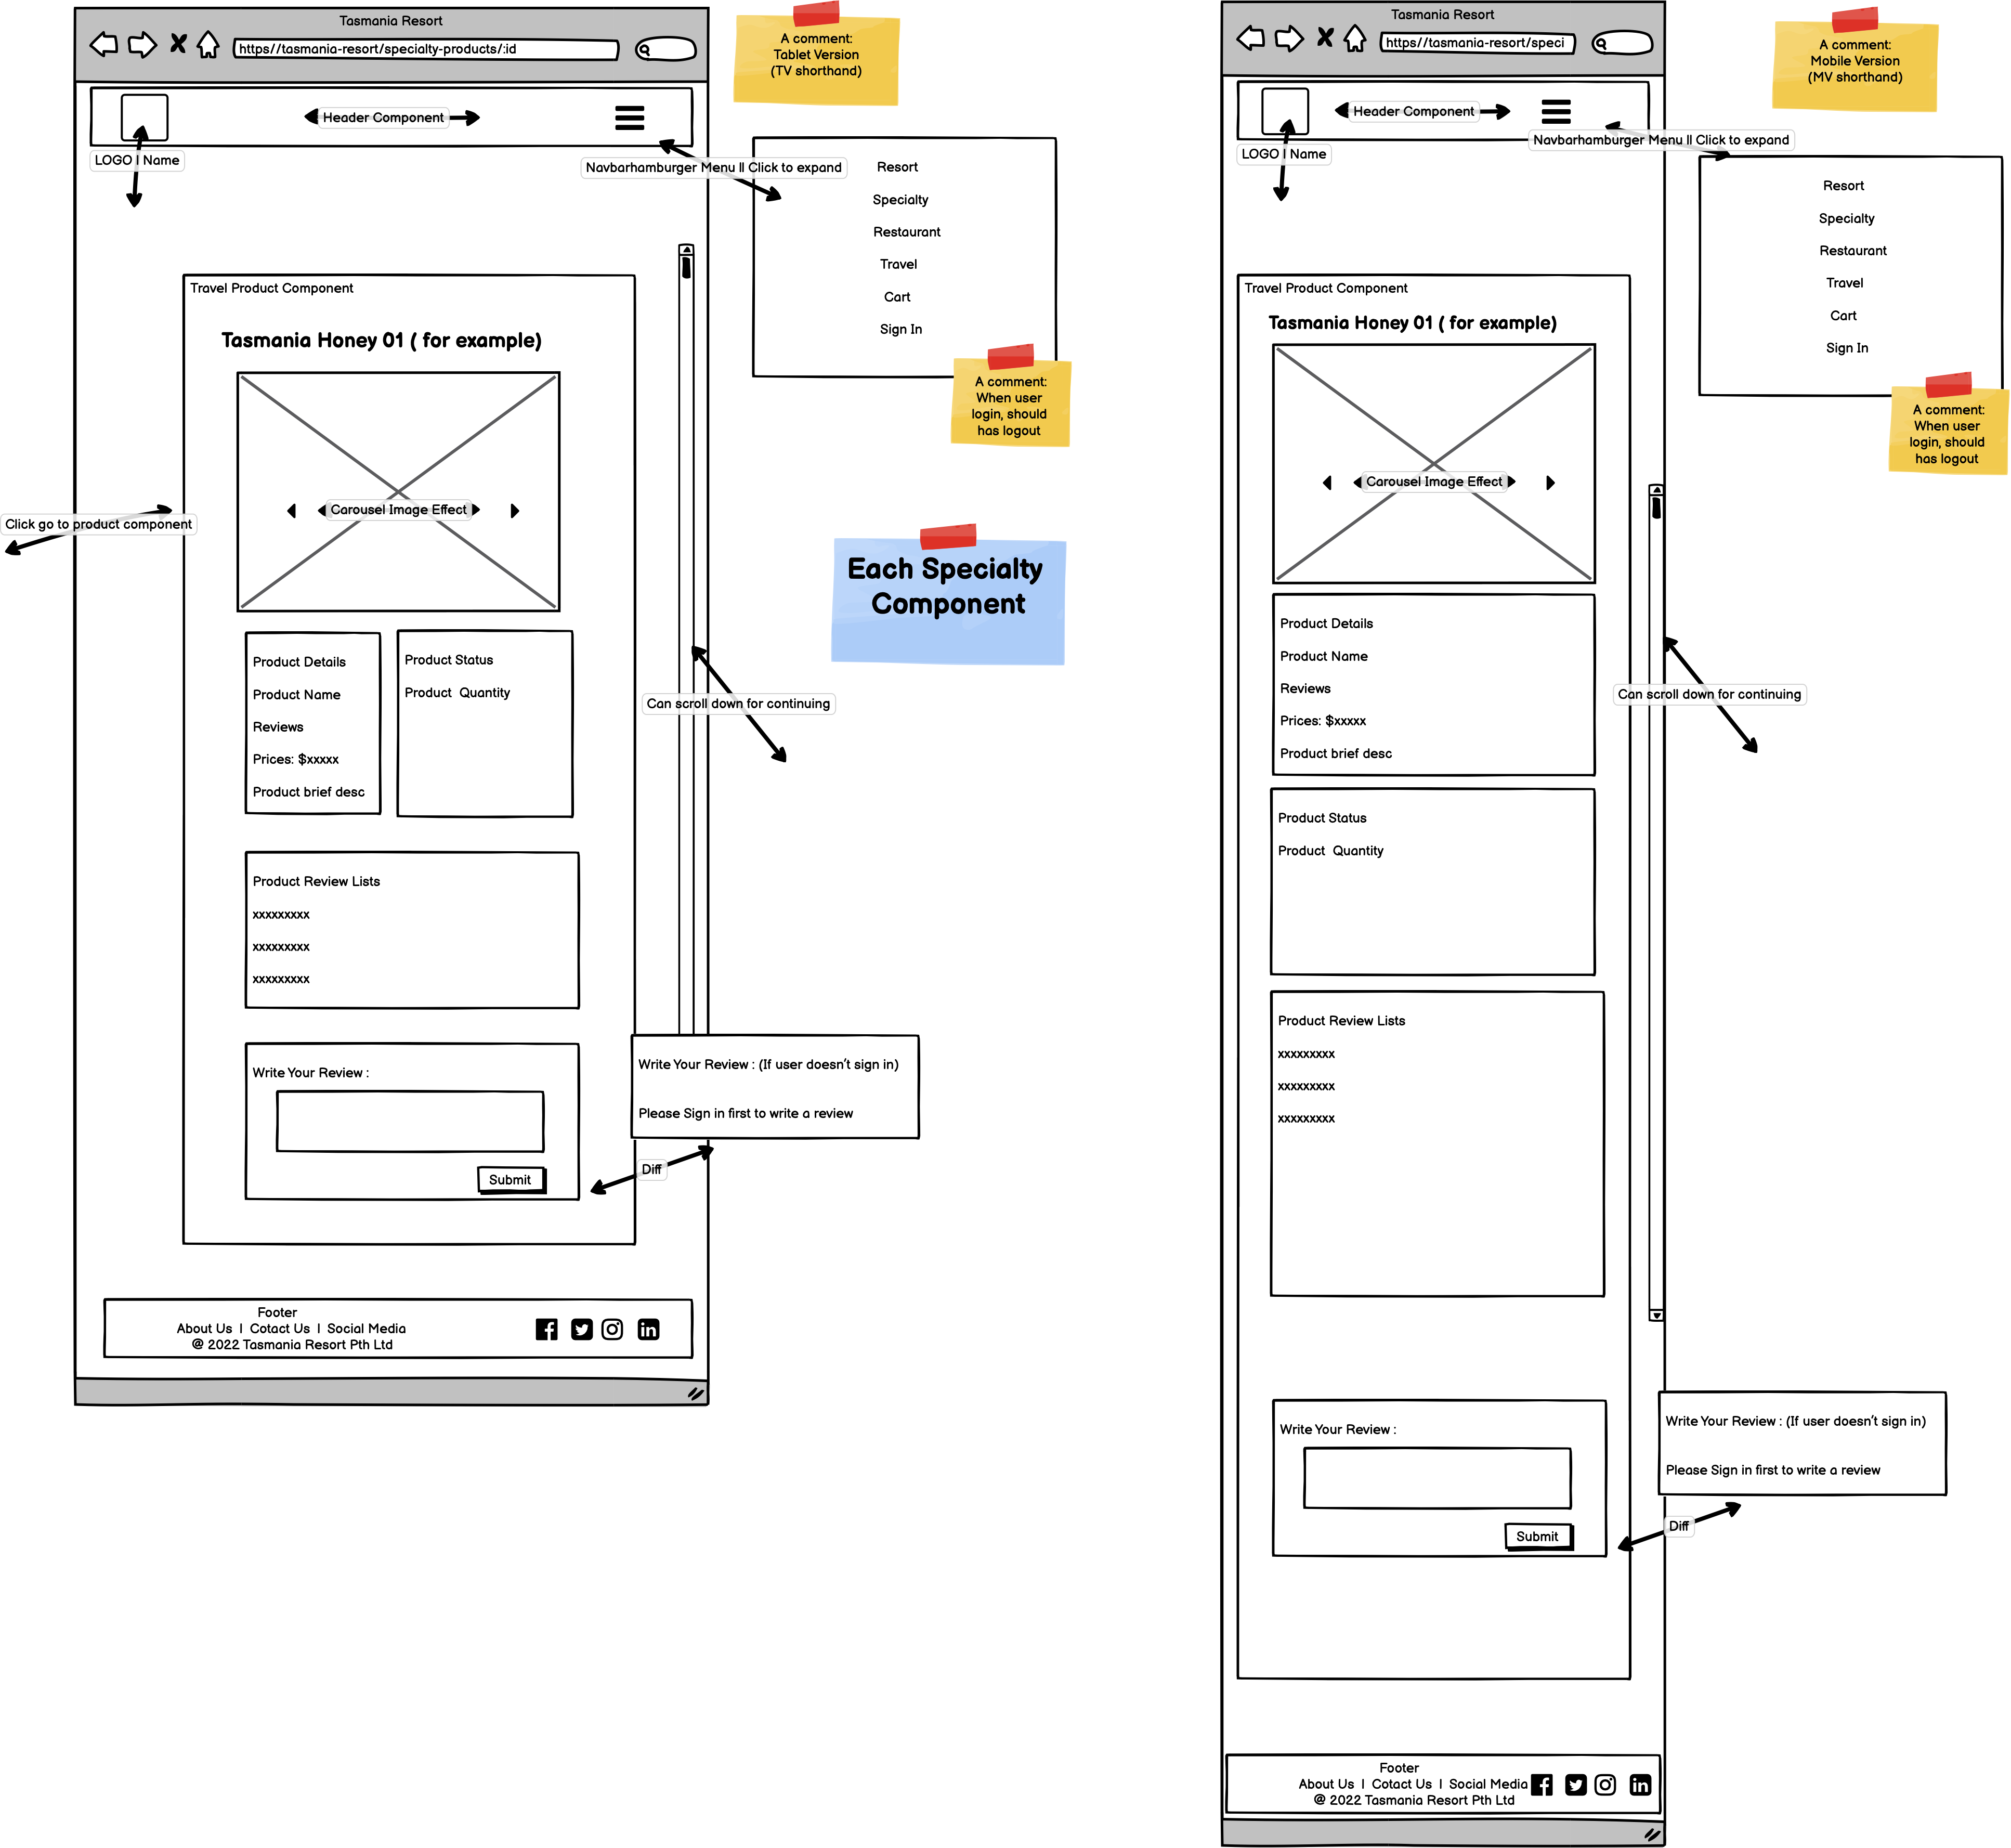 Tasmania Resort
https//tasmania-resort/specialty-products/:id
A comment:
Tablet Version
(TV shorthand)
Header Component
LOGO | Name
Navbarhamburger Menu || Click to expand
Resort
Specialty
Restaurant
Travel
Cart
Sign In
A comment:
When user
login, should
has logout
Travel Product Component
Tasmania Honey 01 ( for example)
Carousel Image Effect
Click go to product component
Each Specialty
Component
Product Details
Product Name
Reviews
Prices: $xxxxx
Product brief desc
Product Status
Product Quantity
Can scroll down for continuing
Product Review Lists
xxxxxxxxx
xxxxxxxxx
xxxxxxxxx
Write Your Review :
Submit
Write Your Review : (If user doesn't sign in)
Please Sign in first to write a review
Diff
Footer
About Us | Cotact Us | Social Media
@ 2022 Tasmania Resort Pth Ltd
Tasmania Resort
https//tasmania-resort/speci
A comment:
Mobile Version
(MV shorthand)
Header Component
LOGO | Name
Navbarhamburger Menu || Click to expand
Resort
Specialty
Restaurant
Travel
Cart
Sign In
A comment:
When user
login, should
has logout
Travel Product Component
Tasmania Honey 01 ( for example)
Carousel Image Effect
Product Details
Product Name
Reviews
Prices: $xxxxx
Product brief desc
Can scroll down for continuing
Product Status
Product Quantity
Product Review Lists
xxxxxxxxx
xxxxxxxxx
xxxxxxxxx
Write Your Review :
Submit
Write Your Review : (If user doesn't sign in)
Please Sign in first to write a review
Diff
Footer
About Us | Cotact Us | Social Media
@ 2022 Tasmania Resort Pth Ltd